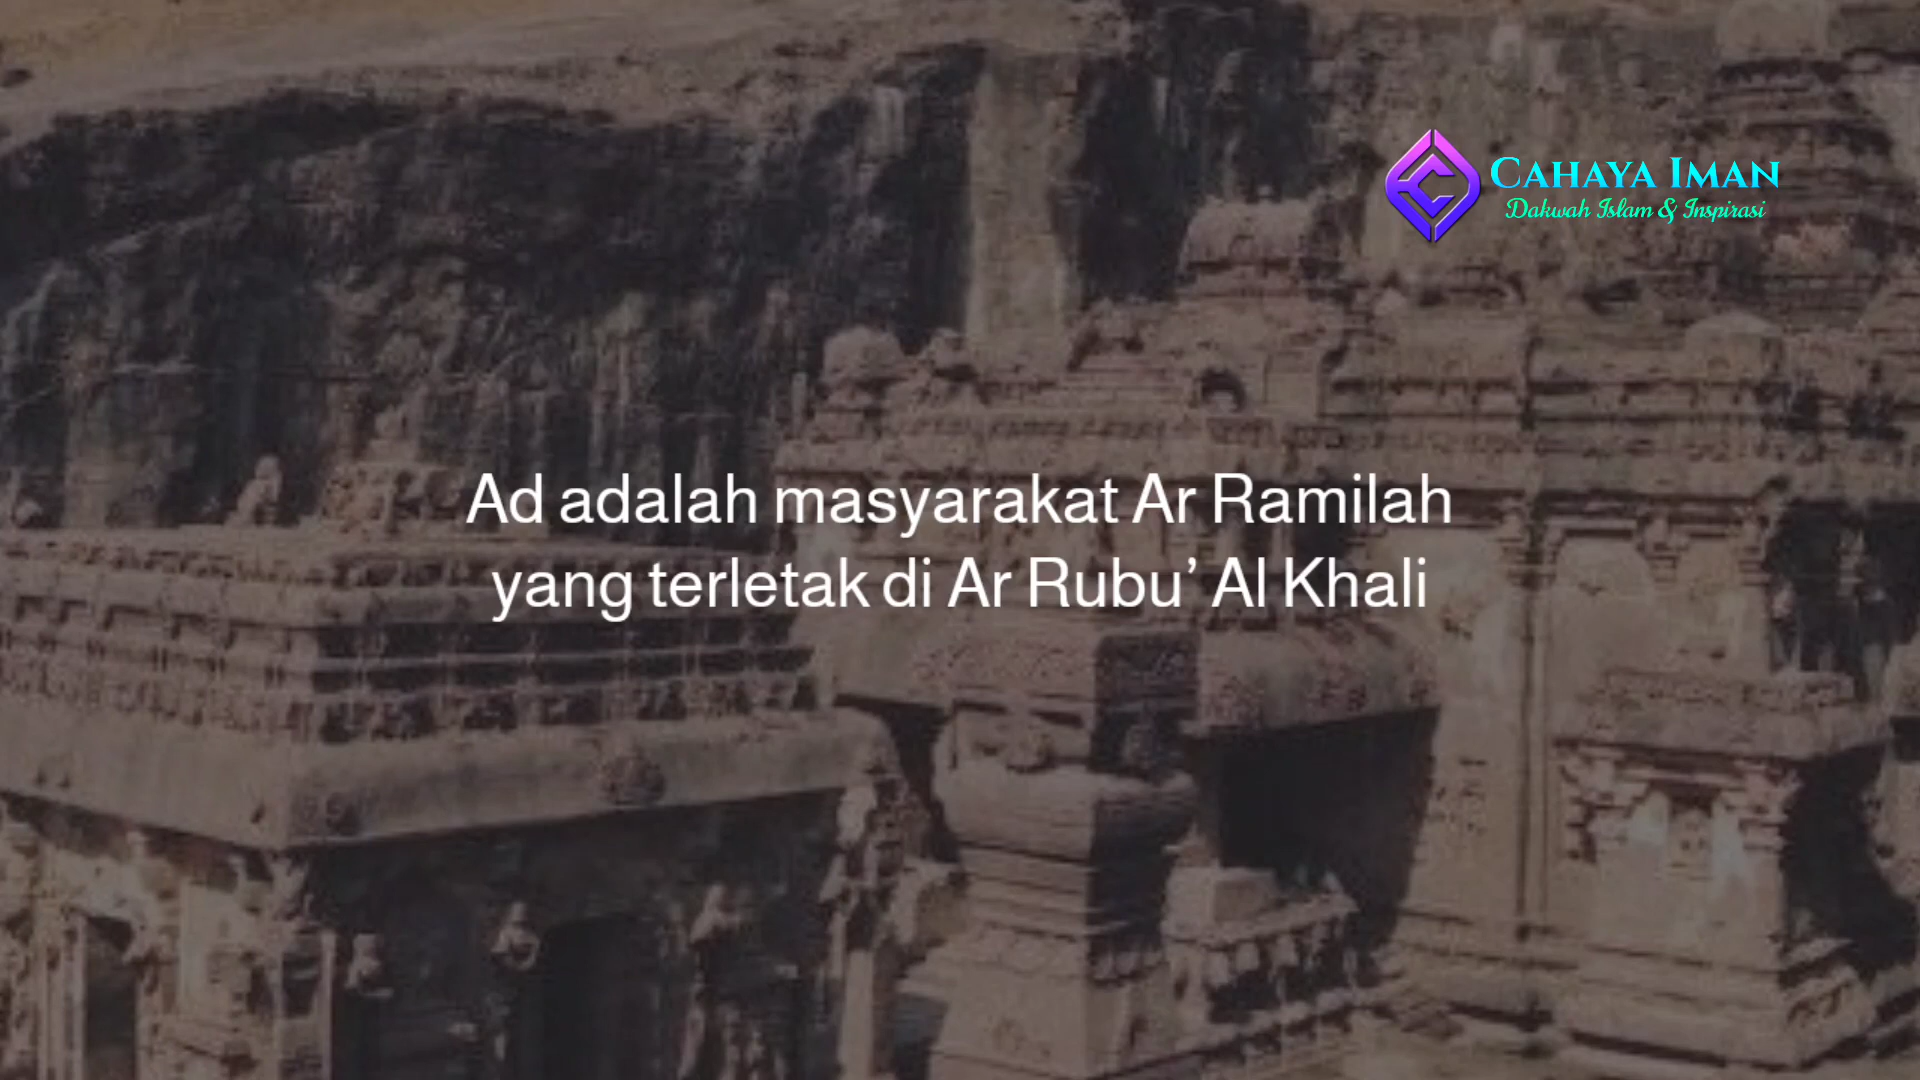 CAHAYA IMAN
Dakwah Islam & Inspirasi
Ad adalah masyarakat Ar Ramilah
yang terletak di Ar Rubu’ Al Khali